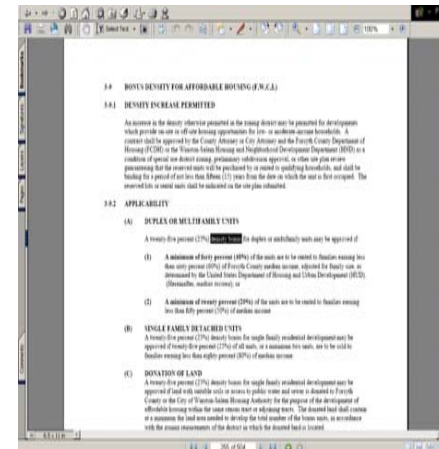 Select Text
100%
Bookmarks
Signatures
Layers
Pages
Comments
3-8 BONUS DENSITY FOR AFFORDABLE HOUSING (F,W,C,L)
3-8.1 DENSITY INCREASE PERMITTED
An increase in the density otherwise permitted in the zoning district may be permitted for developments
which provide on-site or off-site housing opportunities for low- or moderate-income households. A
contract shall be approved by the County Attorney or City Attorney and the Forsyth County Department of
Housing (FCDH) or the Winston-Salem Housing and Neighborhood Development Department (HND) as a
condition of special use district zoning, preliminary subdivision approval, or other site plan review
guaranteeing that the reserved units will be purchased by or rented to qualifying households, and shall be
binding for a period of not less than fifteen (15) years from the date on which the unit is first occupied. The
reserved lots or rental units shall be indicated on the site plan submitted.
3-8.2 APPLICABILITY
(A) DUPLEX OR MULTIFAMILY UNITS
A twenty-five percent (25%) density bonus for duplex or multifamily units may be approved if
(1) A minimum of forty percent (40%) of the units are to be rented to families earning less
than sixty percent (60%) of Forsyth County median income, adjusted for family size, as
determined by the United States Department of Housing and Urban Development (HUD)
(Hereinafter, median income); or
(2) A minimum of twenty percent (20%) of the units are to be rented to families earning
less than fifty percent (50%) of median income
(B) SINGLE FAMILY DETACHED UNITS
A twenty-five percent (25%) density bonus for single family residential development may be
approved if twenty-five percent (25%) of all units, or a minimum two units, are to be sold to
families earning less than eighty percent (80%) of median income
(C) DONATION OF LAND
A twenty-five percent (25%) density bonus for single family residential development may be
approved if land with suitable soils or access to public water and sewer is donated to Forsyth
County or the City of Winston-Salem Housing Authority for the purpose of the development of
affordable housing within the same census tract or adjoining tracts. The donated land shall contain
at a minimum the land area needed to develop the total number of the bonus units, in accordance
with the zoning requirements of the district in which the donated land is located
8.5 x 11 in
255 of 504